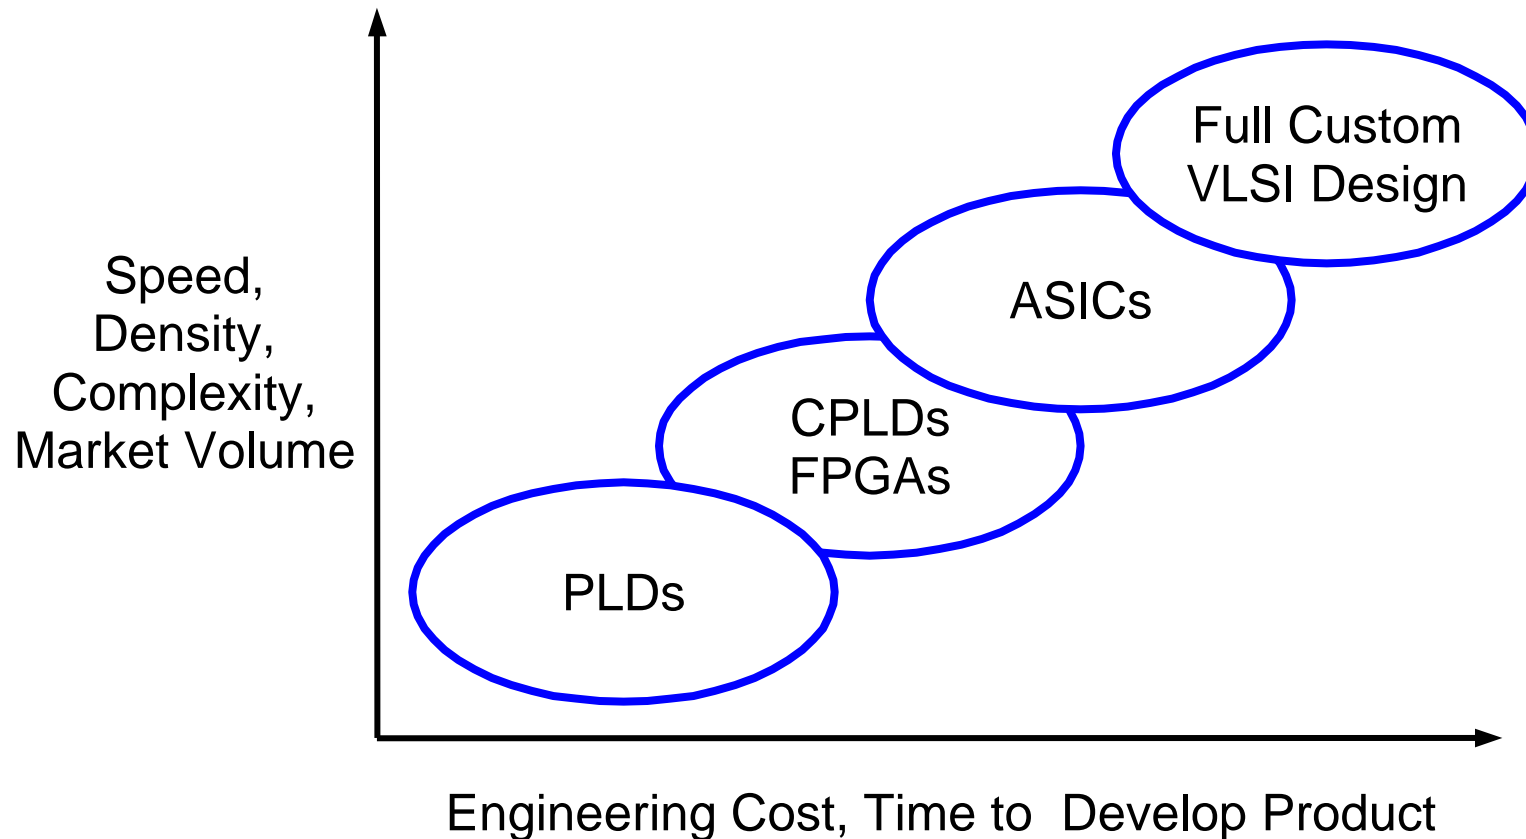 Full Custom
VLSI Design
Speed,
Density,
Complexity,
Market Volume
ASICs
CPLDs
FPGAs
PLDs
Engineering Cost, Time to  Develop Product